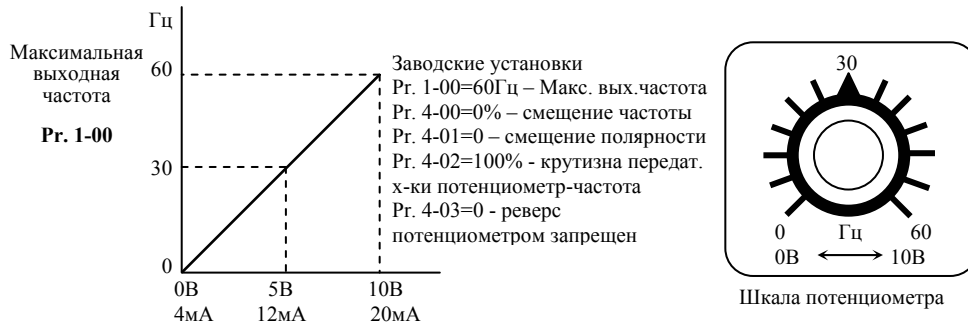 Гц
Максимальная
выходная
частота
Pr. 1-00
60
30
0
0В
5В
10В
4мА
12мА
20мА
Заводские установки
Pr. 1-00=60Гц – Макс. вых.частота
Pr. 4-00=0% – смещение частоты
Pr. 4-01=0 – смещение полярности
Pr. 4-02=100% - крутизна передат.
х-ки потенциометр-частота
Pr. 4-03=0 - реверс
потенциометром запрещен
30
0
Гц
60
0В
10В
Шкала потенциометра